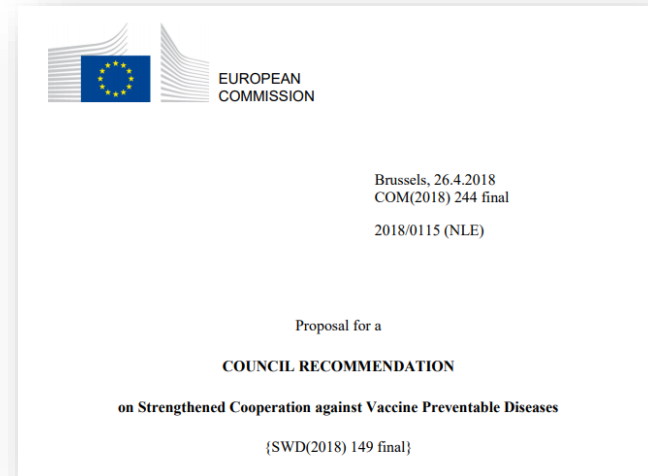 EUROPEAN
COMMISSION
Brussels, 26.4.2018
COM(2018) 244 final
2018/0115 (NLE)
Proposal for a
COUNCIL RECOMMENDATION
on Strengthened Cooperation against Vaccine Preventable Diseases
{SWD(2018) 149 final}